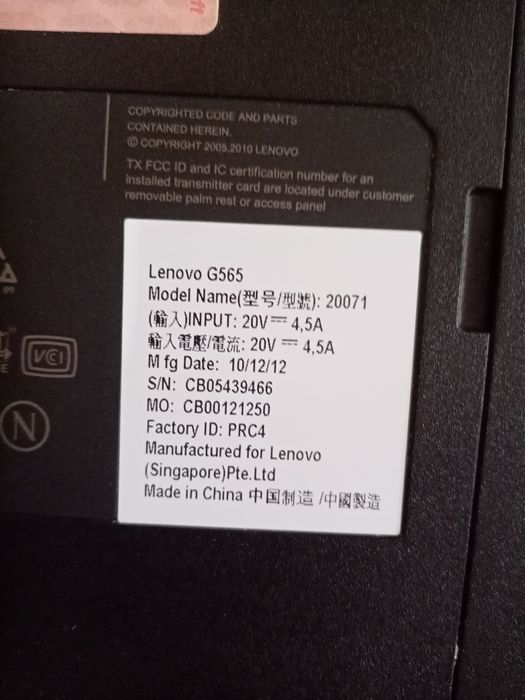 COPYRIGHTED CODE AND PARTS
CONTAINED HEREIN.
© COPYRIGHT 2005,2010 LENOVO
TX FCC ID and IC certification number for an
installed transmitter card are located under customer
removable palm rest or access panel
Lenovo G565
Model Name(型号/型號): 20071
(輸入)INPUT: 20V⎓ 4,5A
輸入電壓/電流: 20V ⎓ 4,5A
M fg Date: 10/12/12
S/N: CB05439466
MO: CB00121250
Factory ID: PRC4
Manufactured for Lenovo
(Singapore)Pte.Ltd
Made in China 中国制造 /中國製造
VCI
N